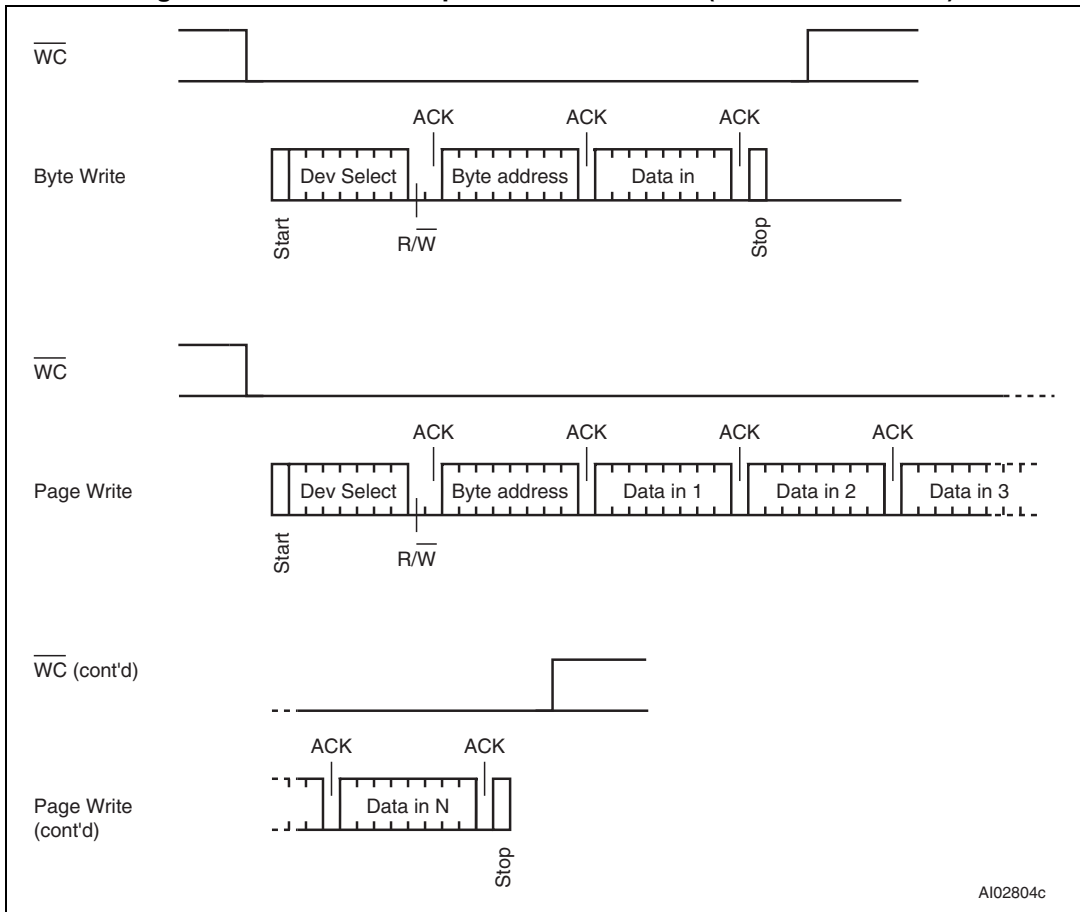 WC
ACK ACK ACK
Byte Write Dev Select Byte address Data in
Start R/W Stop
WC
ACK ACK ACK ACK
Page Write Dev Select Byte address Data in 1 Data in 2 Data in 3
Start R/W
WC (cont'd)
ACK ACK
Page Write Data in N
(cont'd)
Stop
AI02804c